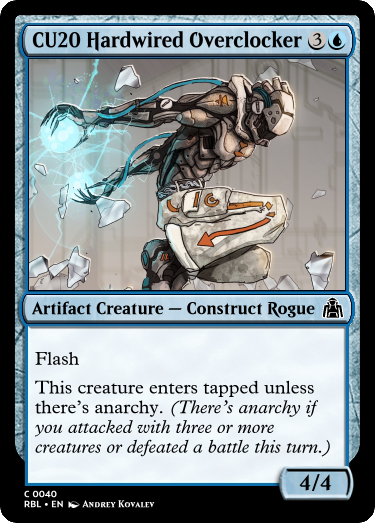 CU20 Hardwired Overclocker 3
Artifact Creature — Construct Rogue
Flash
This creature enters tapped unless
there's anarchy. (There's anarchy if
you attacked with three or more
creatures or defeated a battle this turn.)
4/4
C 0040
RBL • EN Andrey Kovalev